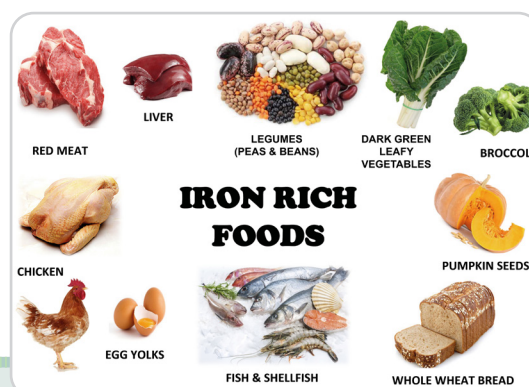 RED MEAT
LIVER
LEGUMES
(PEAS & BEANS)
DARK GREEN
LEAFY
VEGETABLES
BROCCOL
IRON RICH
FOODS
CHICKEN
PUMPKIN SEEDS
EGG YOLKS
FISH & SHELLFISH
WHOLE WHEAT BREAD